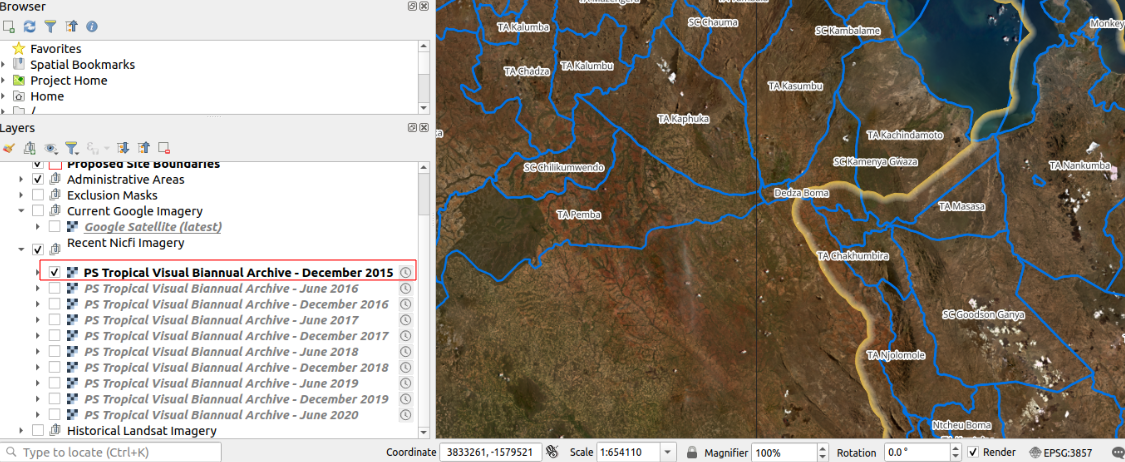 Browser
Favorites
Spatial Bookmarks
Project Home
Home
/
Layers
Proposed Site Boundaries
Administrative Areas
Exclusion Masks
Current Google Imagery
Google Satellite (latest)
Recent Nicfi Imagery
PS Tropical Visual Biannual Archive - December 2015
PS Tropical Visual Biannual Archive - June 2016
PS Tropical Visual Biannual Archive - December 2016
PS Tropical Visual Biannual Archive - June 2017
PS Tropical Visual Biannual Archive - December 2017
PS Tropical Visual Biannual Archive - June 2018
PS Tropical Visual Biannual Archive - December 2018
PS Tropical Visual Biannual Archive - June 2019
PS Tropical Visual Biannual Archive - December 2019
PS Tropical Visual Biannual Archive - June 2020
Historical Landsat Imagery
TA Kalumba
SC Chauma
SC Kambalame
Monkey
TA Chadza
TA Kalumbu
TA Kasumbu
TA Kaphuka
TA Kachindamoto
SC Chilikumwendo
SC Kamenya Gwaza
TA Nankumba
Dedza Boma
TA Pemba
TA Masasa
TA Chakhumbira
SC Goodson Ganya
TA Njolomole
Ntcheu Boma
Type to locate (Ctrl+K)
Coordinate 3833261, -1579521 Scale 1:654110 Magnifier 100% Rotation 0.0 ° Render EPSG:3857